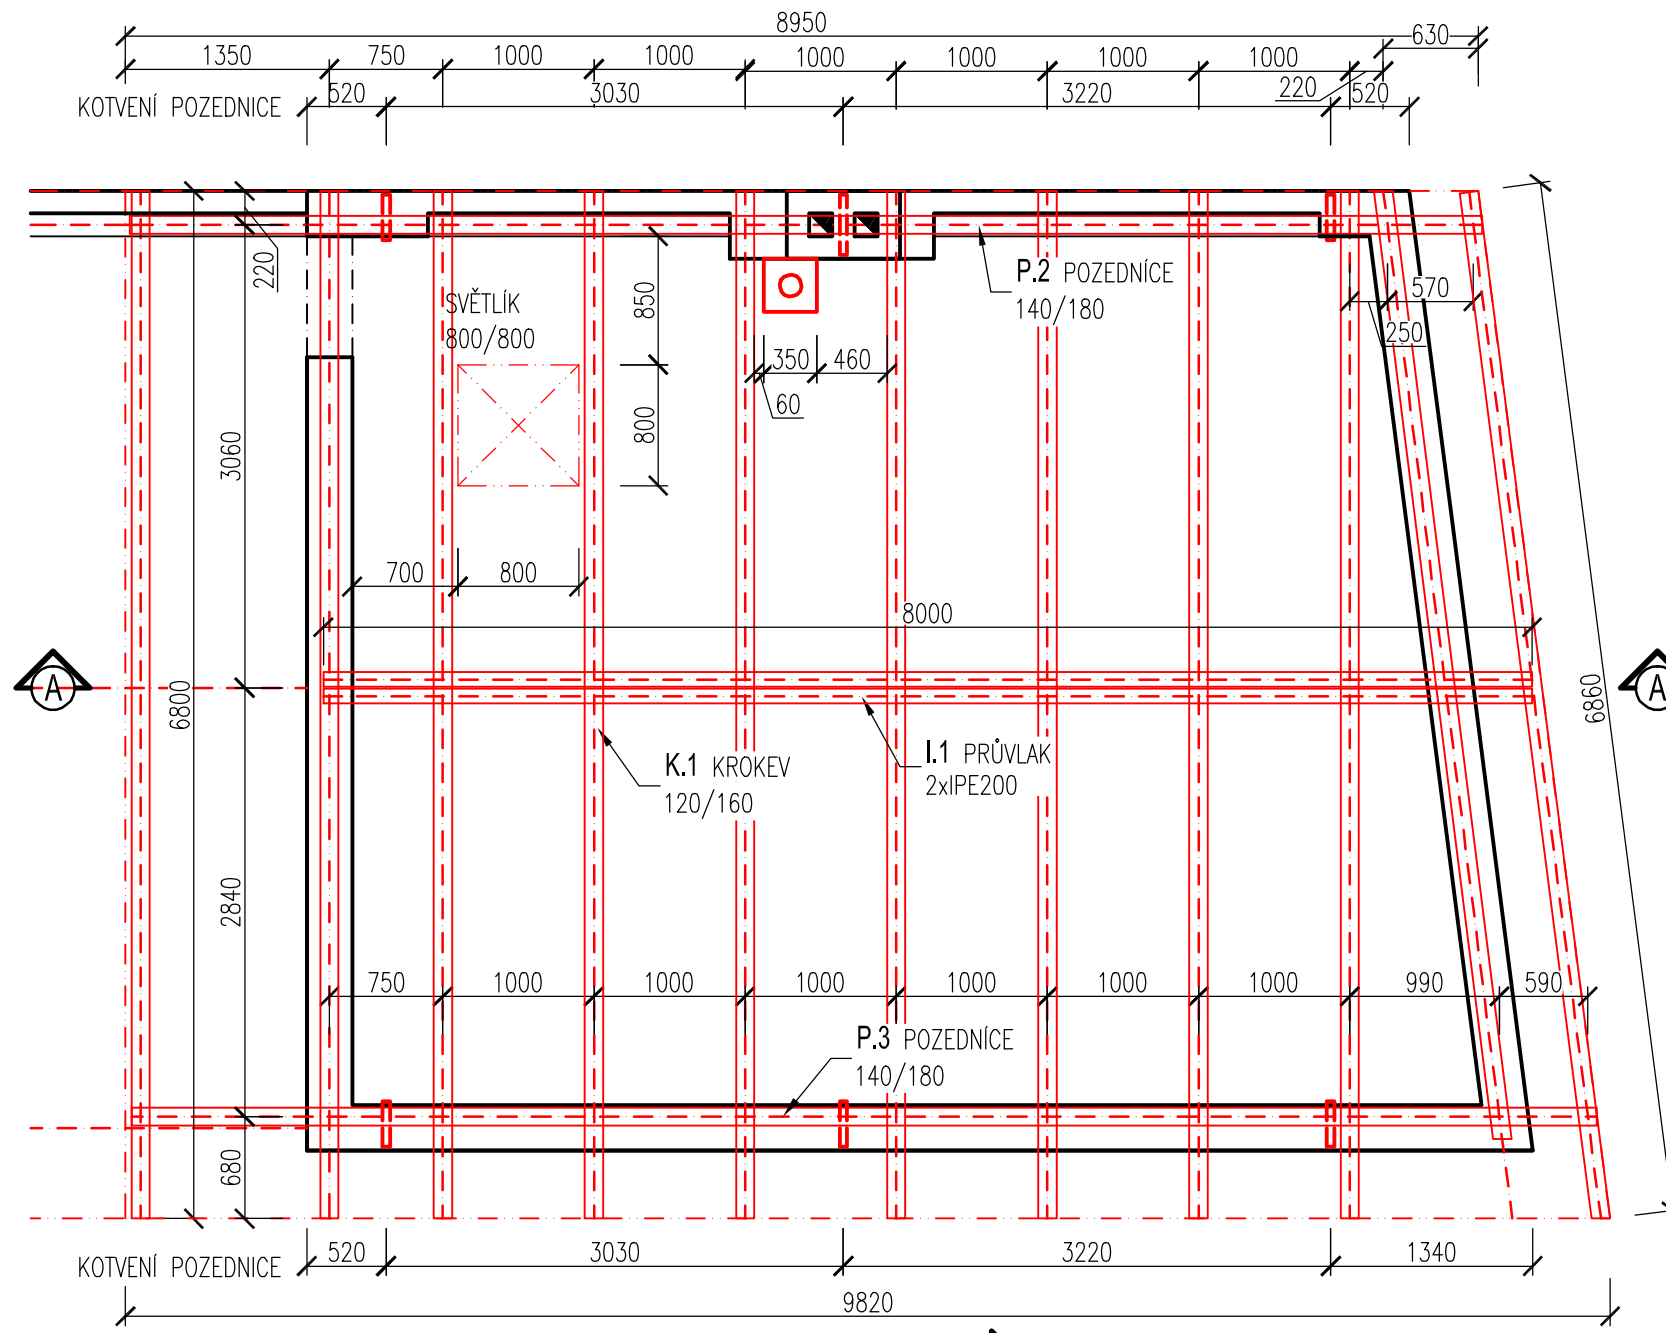 8950
630
1350 750 1000 1000 1000 1000 1000 1000
KOTVENÍ POZEDNICE 520 3030 3220 220 520
220
SVĚTLÍK
800/800
850
P.2 POZEDNÍCE
140/180
570
250
350 460
60
800
3060
700 800
8000
A
A
6800
6860
K.1 KROKEV
120/160
I.1 PRŮVLAK
2xIPE200
2840
750 1000 1000 1000 1000 1000 1000 990 590
P.3 POZEDNÍCE
140/180
680
KOTVENÍ POZEDNICE 520 3030 3220 1340
9820